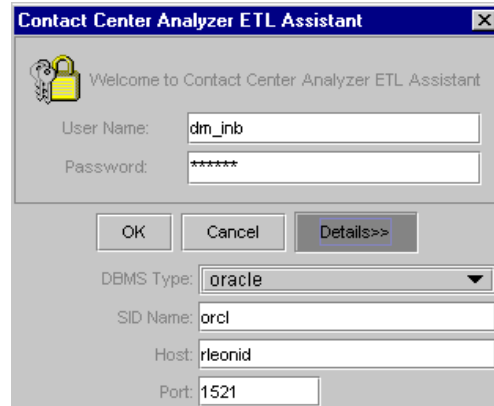 Contact Center Analyzer ETL Assistant
Welcome to Contact Center Analyzer ETL Assistant
User Name: dm_inb
Password: ******
OK Cancel Details>>
DBMS Type: oracle
SID Name: orcl
Host: rleonid
Port: 1521